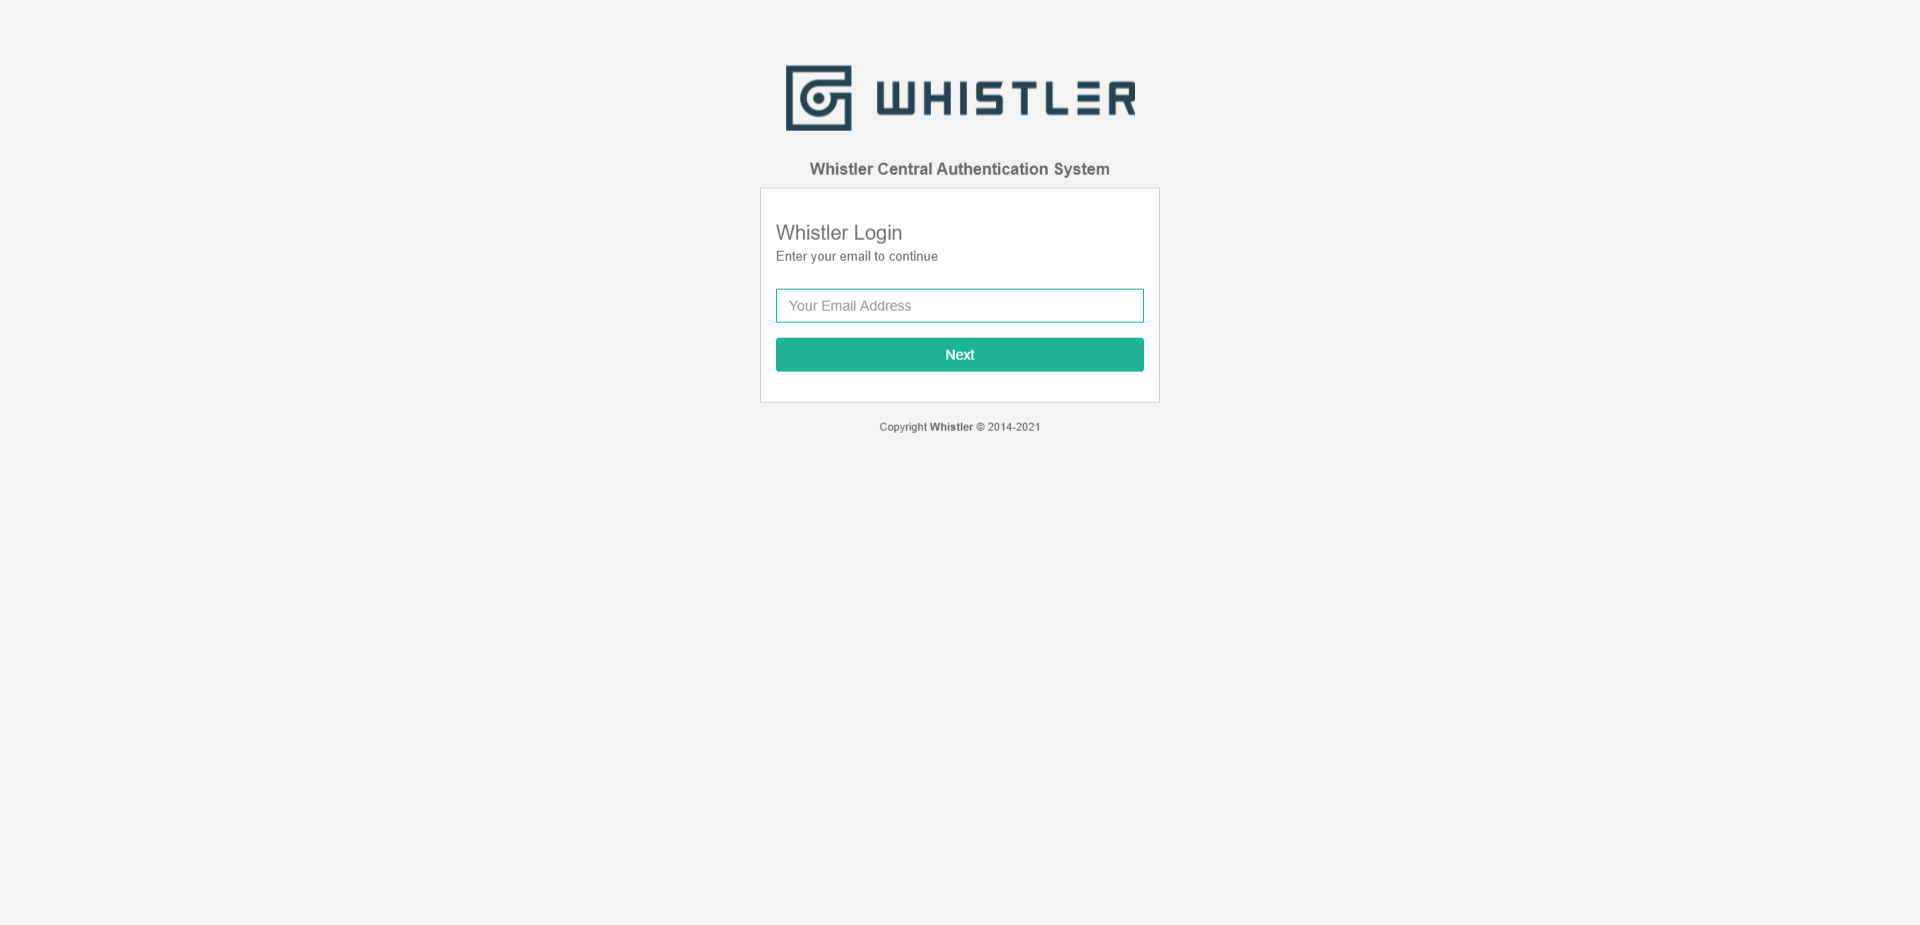 WHISTLER
Whistler Central Authentication System
Whistler Login
Enter your email to continue
Your Email Address
Next
Copyright Whistler © 2014-2021